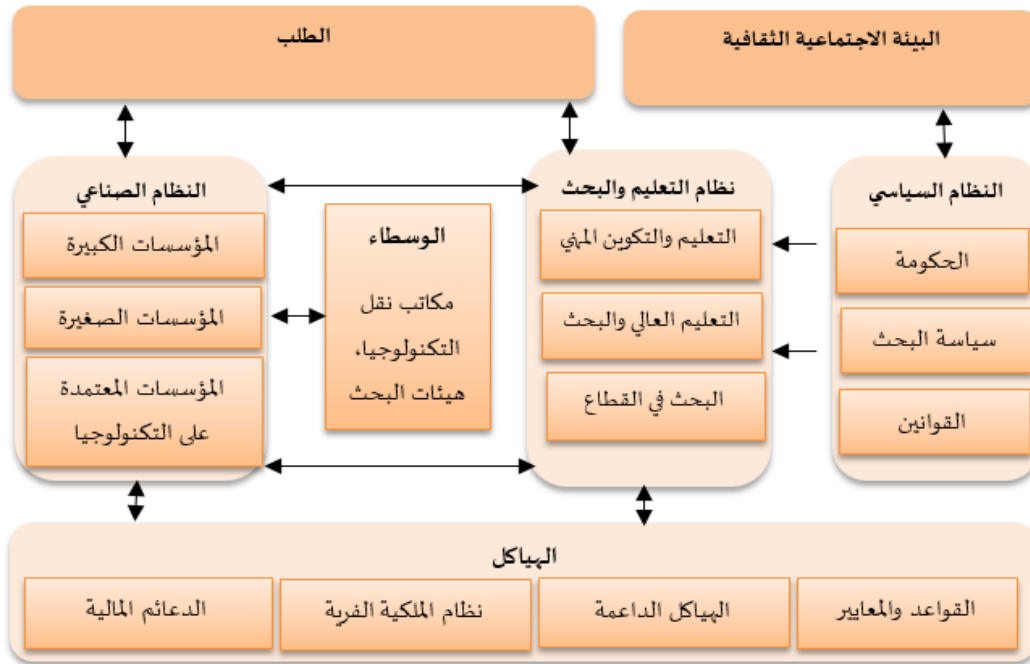 البيئة الاجتماعية الثقافية
الطلب
النظام السياسي
الحكومة
سياسة البحث
القوانين
نظام التعليم والبحث
التعليم والتكوين المهني
التعليم العالي والبحث
البحث في القطاع
الوسطاء
مكاتب نقل
التكنولوجيا،
هيئات البحث
النظام الصناعي
المؤسسات الكبيرة
المؤسسات الصغيرة
المؤسسات المعتمدة
على التكنولوجيا
الهياكل
القواعد والمعايير
الهياكل الداعمة
نظام الملكية الفرية
الدعائم المالية